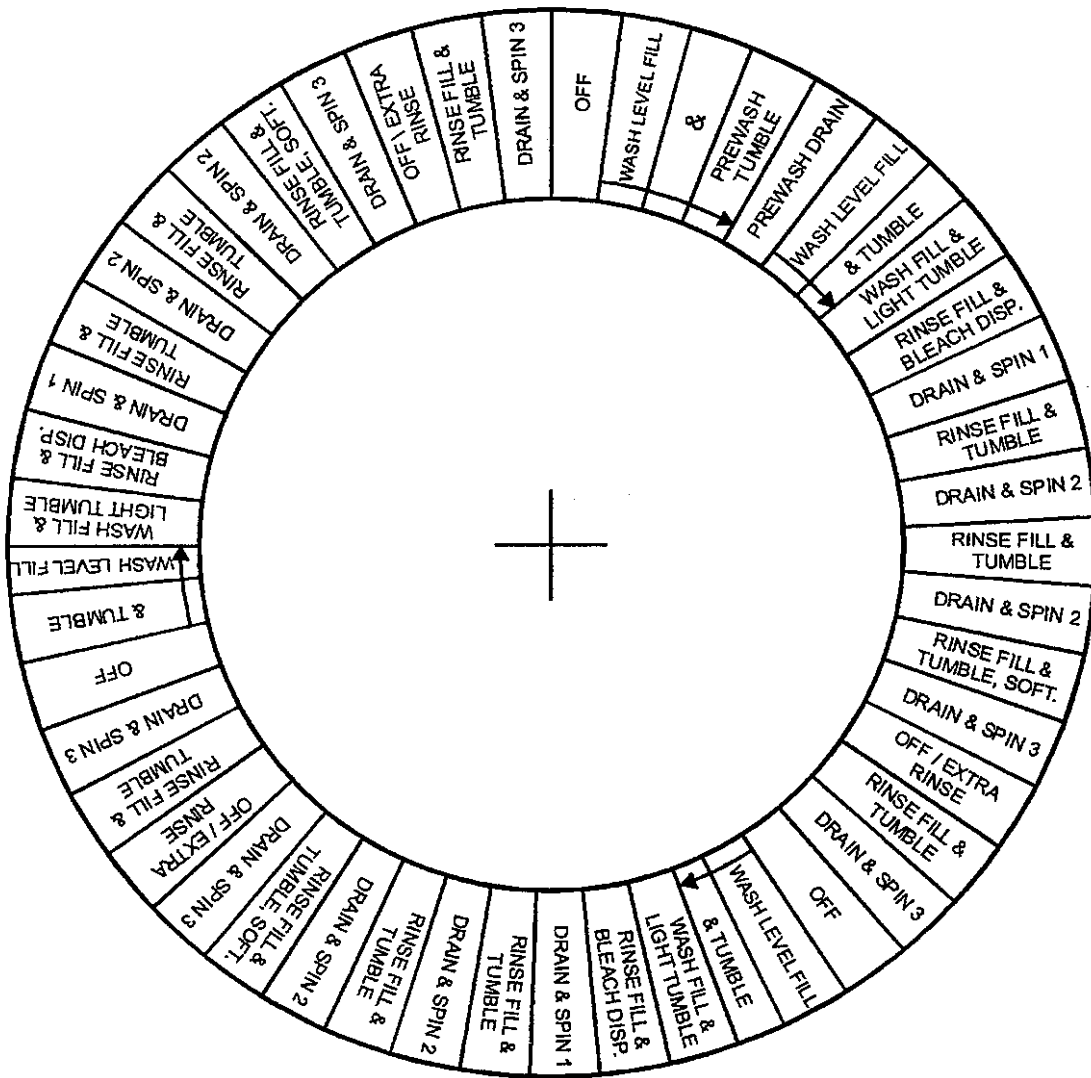 OFF
WASH LEVEL FILL
&
PREWASH
TUMBLE
PREWASH DRAIN
WASH LEVEL FILL
& TUMBLE
WASH FILL &
LIGHT TUMBLE
RINSE FILL &
BLEACH DISP.
DRAIN & SPIN 1
RINSE FILL &
TUMBLE
DRAIN & SPIN 2
RINSE FILL &
TUMBLE
DRAIN & SPIN 2
RINSE FILL &
TUMBLE, SOFT.
DRAIN & SPIN 3
OFF / EXTRA
RINSE
RINSE FILL &
TUMBLE
DRAIN & SPIN 3
OFF
WASH LEVEL FILL
& TUMBLE
WASH FILL &
LIGHT TUMBLE
RINSE FILL &
BLEACH DISP.
DRAIN & SPIN 1
RINSE FILL &
TUMBLE
DRAIN & SPIN 2
RINSE FILL &
TUMBLE
DRAIN & SPIN 2
RINSE FILL &
TUMBLE, SOFT.
DRAIN & SPIN 3
OFF / EXTRA
RINSE
RINSE FILL &
TUMBLE
DRAIN & SPIN 3
OFF
& TUMBLE
WASH LEVEL FILL
WASH FILL &
LIGHT TUMBLE
RINSE FILL &
BLEACH DISP.
DRAIN & SPIN 1
RINSE FILL &
TUMBLE
DRAIN & SPIN 2
RINSE FILL &
TUMBLE
DRAIN & SPIN 2
RINSE FILL &
TUMBLE, SOFT.
DRAIN & SPIN 3
OFF \ EXTRA
RINSE
RINSE FILL &
TUMBLE
DRAIN & SPIN 3